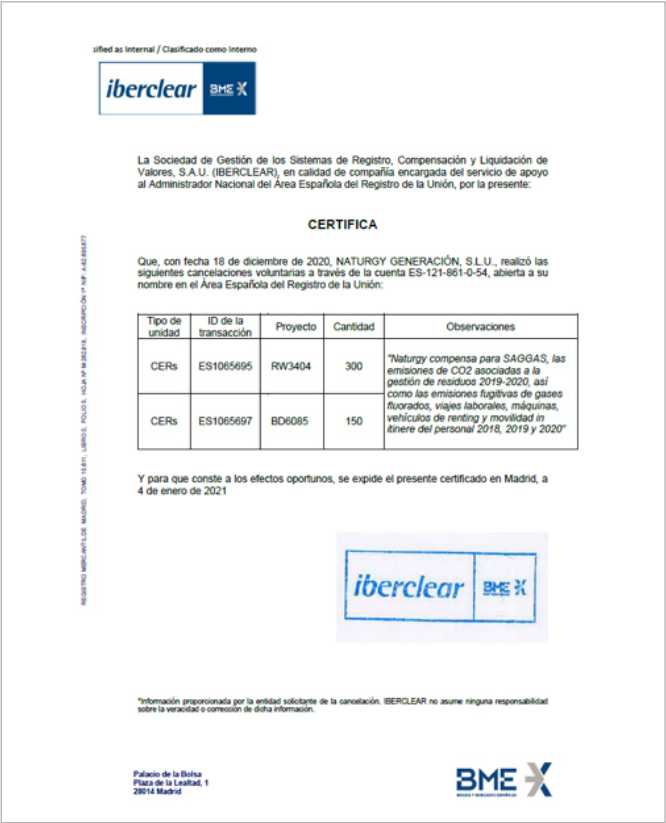 sified as Internal / Clasificado como Interno
iberclear BME X
La Sociedad de Gestión de los Sistemas de Registro, Compensación y Liquidación de
Valores, S.A.U. (IBERCLEAR), en calidad de compañía encargada del servicio de apoyo
al Administrador Nacional del Área Española del Registro de la Unión, por la presente:
CERTIFICA
Que, con fecha 18 de diciembre de 2020, NATURGY GENERACIÓN, S.L.U., realizó las
siguientes cancelaciones voluntarias a través de la cuenta ES-121-861-0-54, abierta a su
nombre en el Área Española del Registro de la Unión:
Tipo de unidad ID de la transacción Proyecto Cantidad Observaciones
CERs ES1065695 RW3404 300
CERs ES1065697 BD6085 150
"Naturgy compensa para SAGGAS, las
emisiones de CO2 asociadas a la
gestión de residuos 2019-2020, así
como las emisiones fugitivas de gases
fluorados, viajes laborales, máquinas,
vehículos de renting y movilidad in
itinere del personal 2018, 2019 y 2020"
Y para que conste a los efectos oportunos, se expide el presente certificado en Madrid, a
4 de enero de 2021
iberclear BME X
*Información proporcionada por la entidad solicitante de la cancelación. IBERCLEAR no asume ninguna responsabilidad
sobre la veracidad o corrección de dicha información.
Palacio de la Bolsa
Plaza de la Lealtad, 1
28014 Madrid
BME X
BOLSAS Y MERCADOS ESPAÑOLES